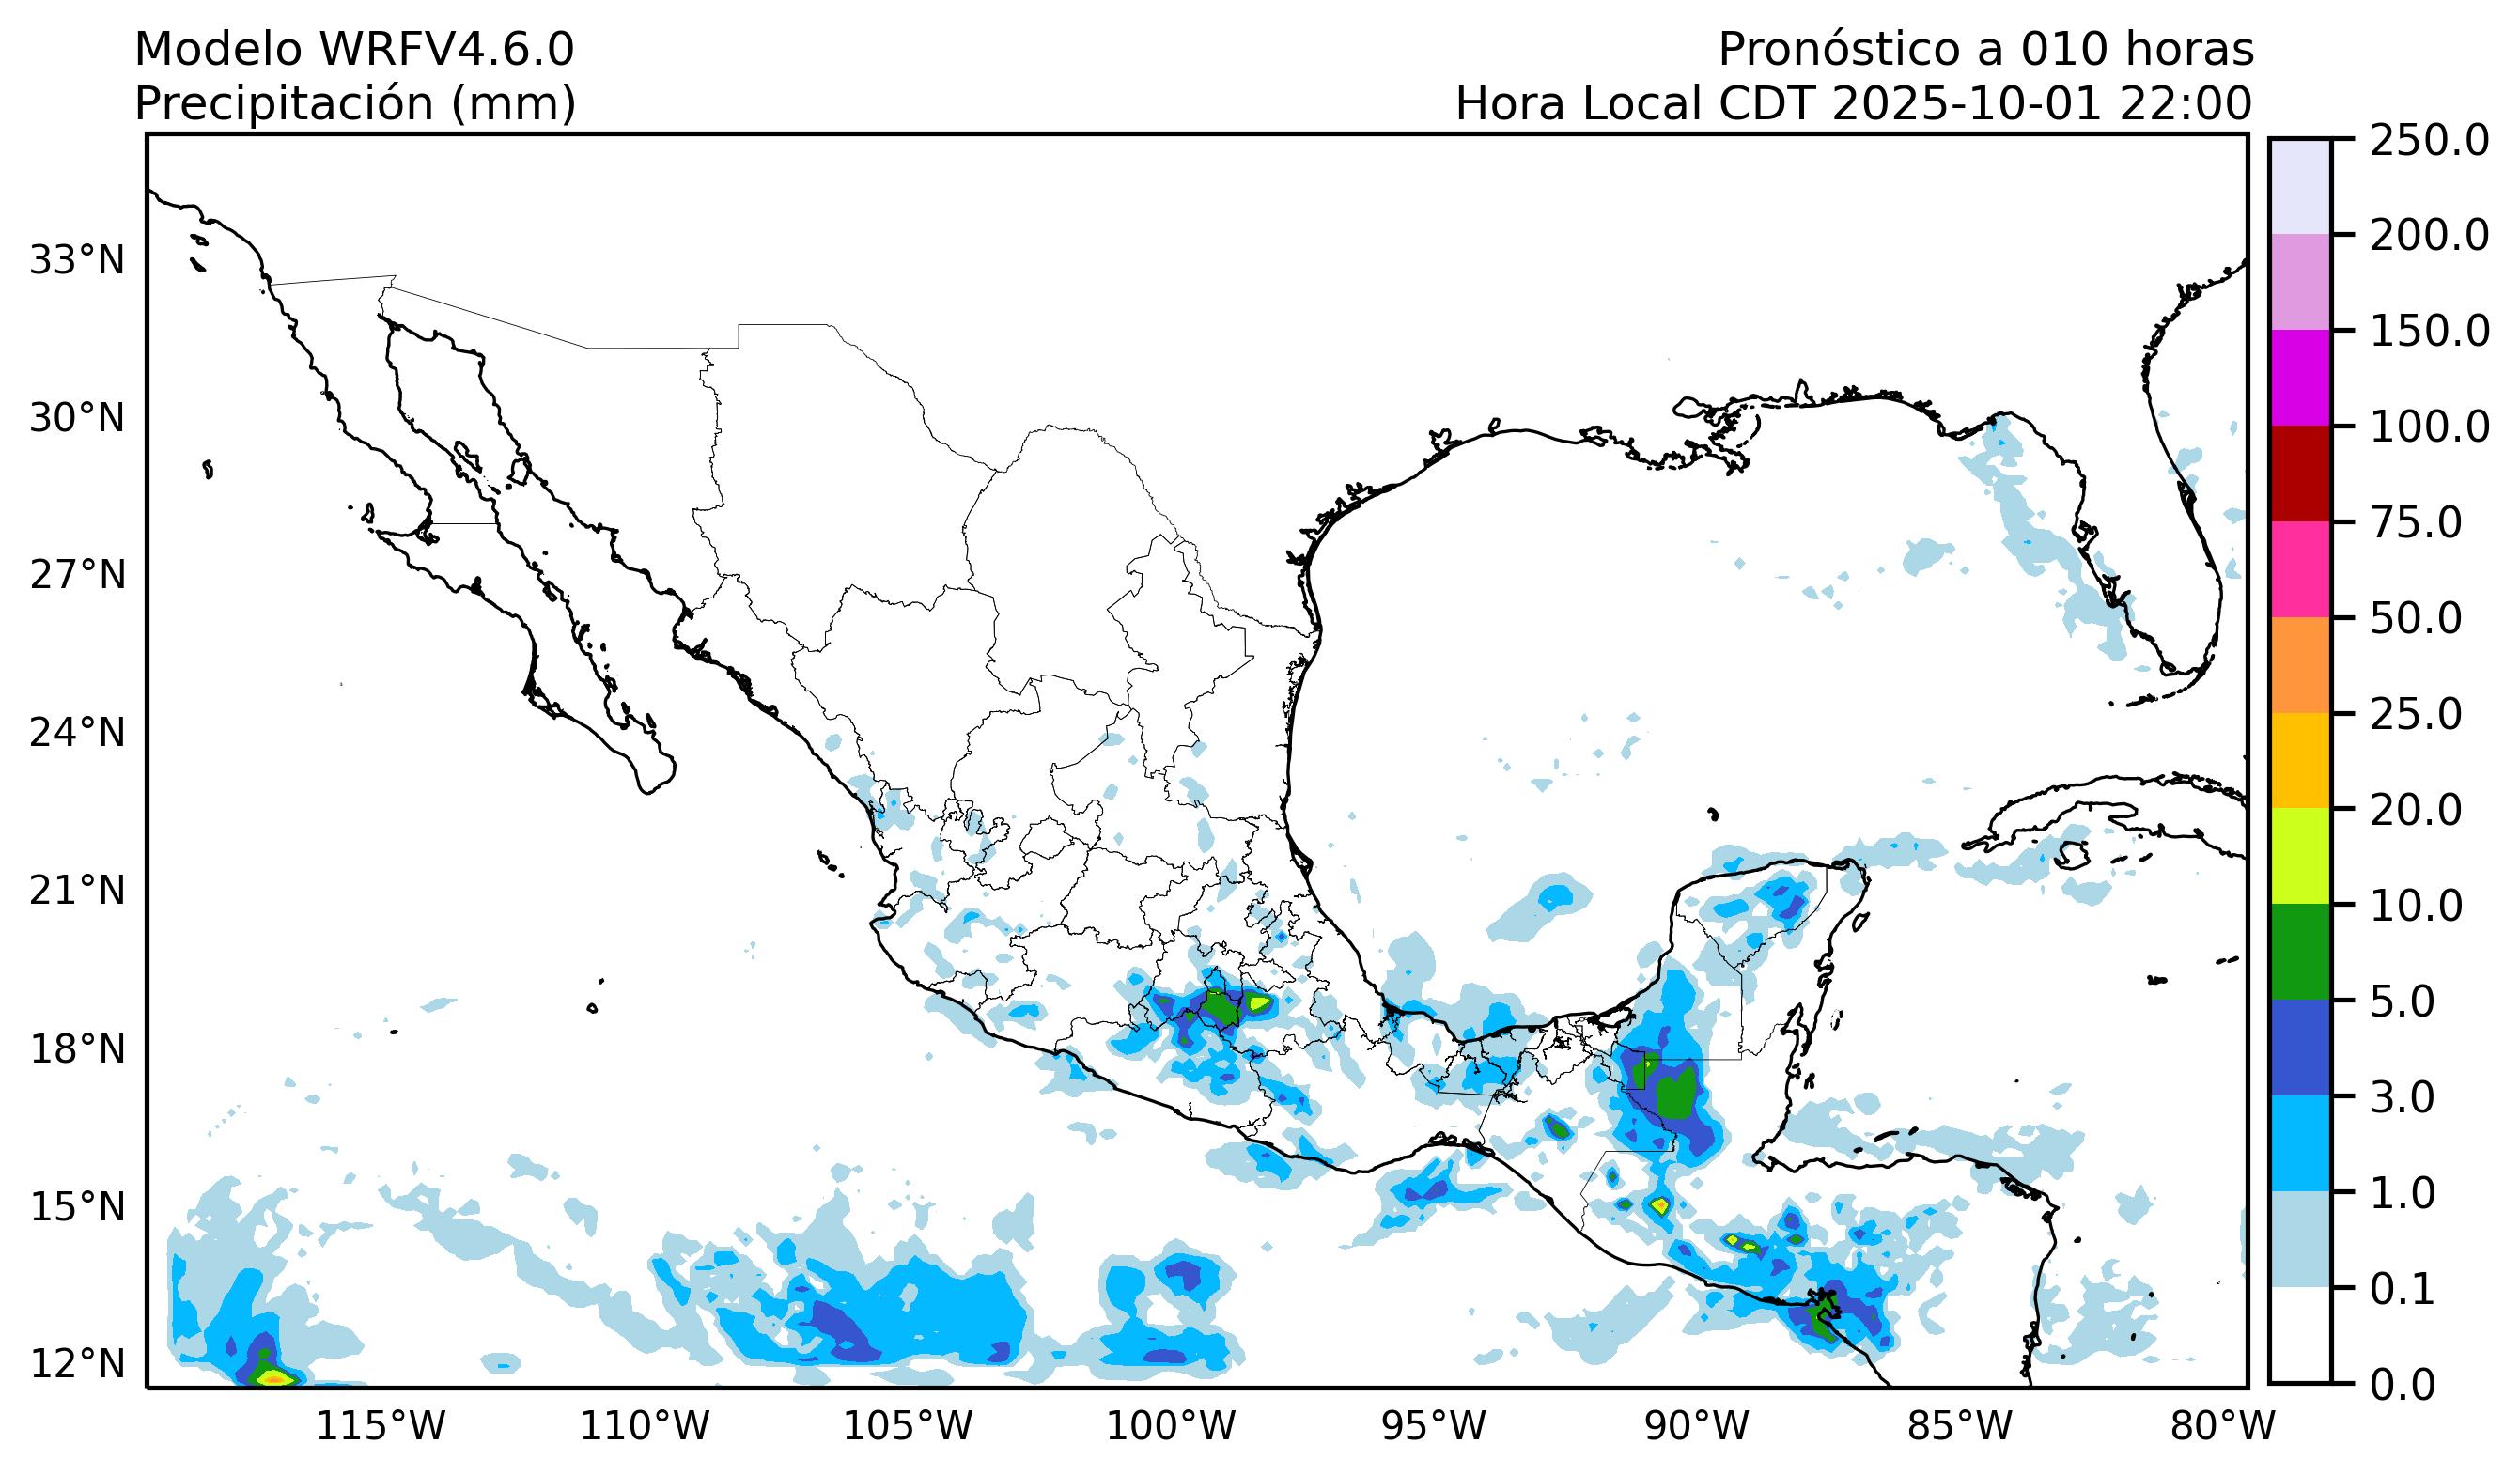 Modelo WRFV4.6.0
Precipitación (mm)
Pronóstico a 010 horas
Hora Local CDT 2025-10-01 22:00
33°N
30°N
27°N
24°N
21°N
18°N
15°N
12°N
115°W
110°W
105°W
100°W
95°W
90°W
85°W
80°W
250.0
200.0
150.0
100.0
75.0
50.0
25.0
20.0
10.0
5.0
3.0
1.0
0.1
0.0